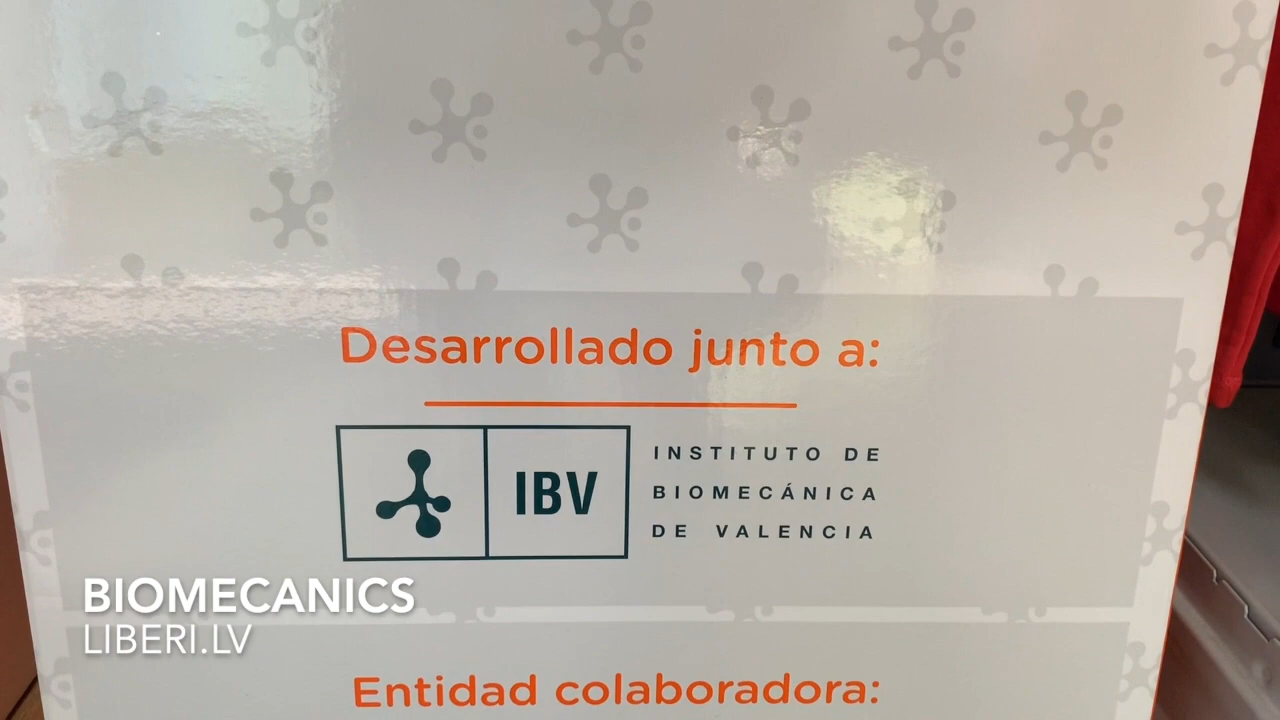 Desarrollado junto a:
IBV
INSTITUTO DE
BIOMECÁNICA
DE VALENCIA
BIOMECANICS
LIBERI.LV
Entidad colaboradora: